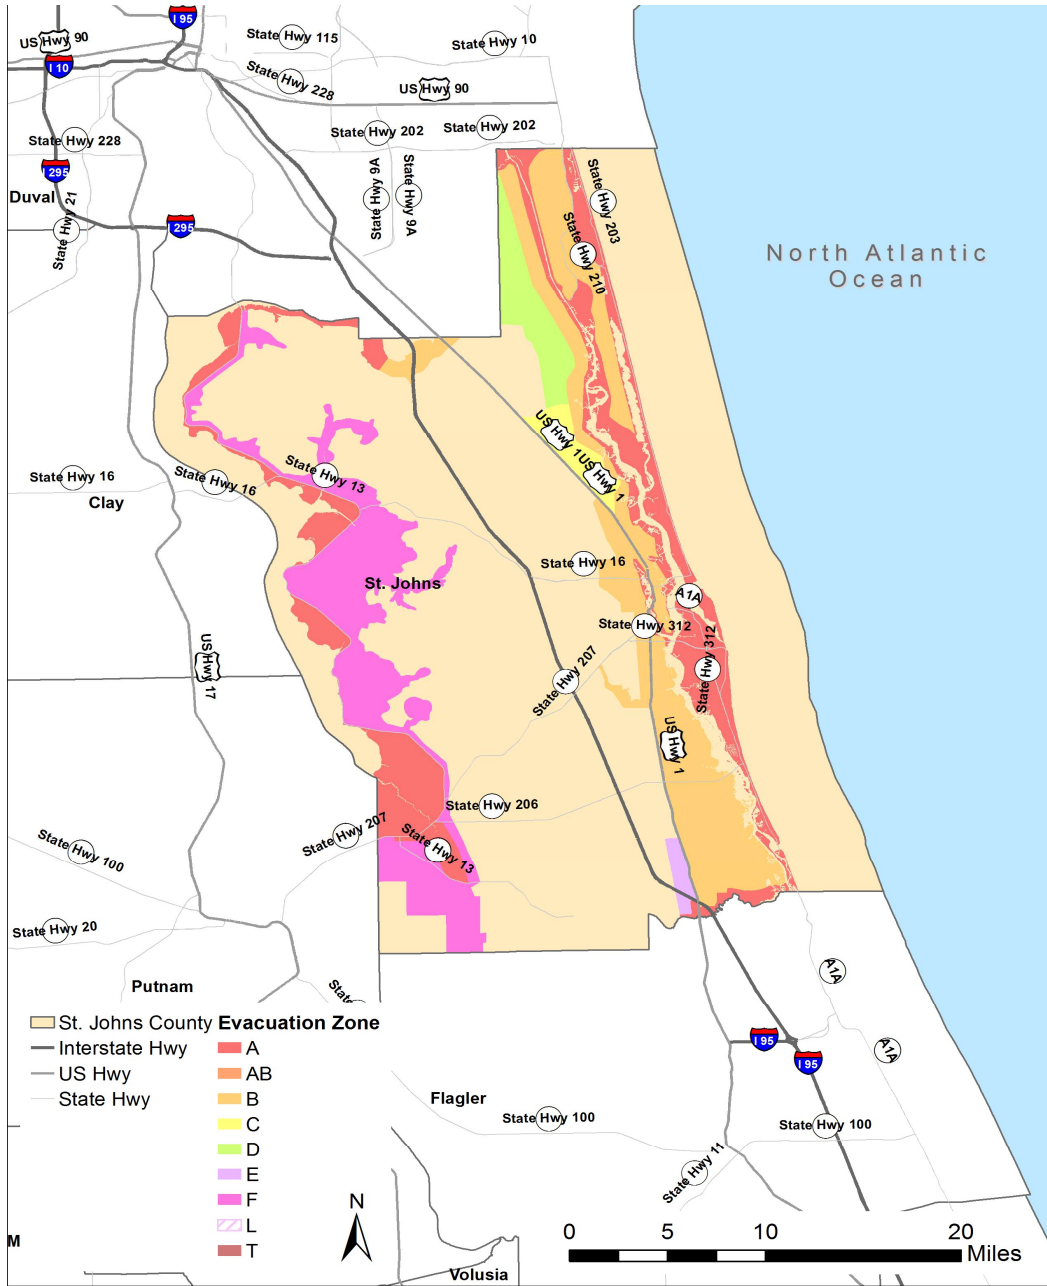 I 95
US Hwy 90
State Hwy 115
State Hwy 10
I 10
State Hwy 228
US Hwy 90
State Hwy 228
State Hwy 202
State Hwy 202
I 295
Duval
State Hwy 21
I 295
State Hwy 9A
State Hwy 9A
State Hwy 203
State Hwy 210
North Atlantic
Ocean
US Hwy 1
US Hwy 1
State Hwy 16
State Hwy 16
State Hwy 13
Clay
State Hwy 16
St. Johns
A1A
State Hwy 312
State Hwy 312
US Hwy 17
State Hwy 207
US Hwy 1
State Hwy 206
State Hwy 207
State Hwy 13
State Hwy 100
State Hwy 20
A1A
Putnam
State
St. Johns County
Evacuation Zone
Interstate Hwy
US Hwy
State Hwy
A
AB
B
C
D
E
F
L
T
I 95
I 95
A1A
Flagler
State Hwy 100
State Hwy 100
State Hwy 11
N
0 5 10 20
Miles
M
Volusia